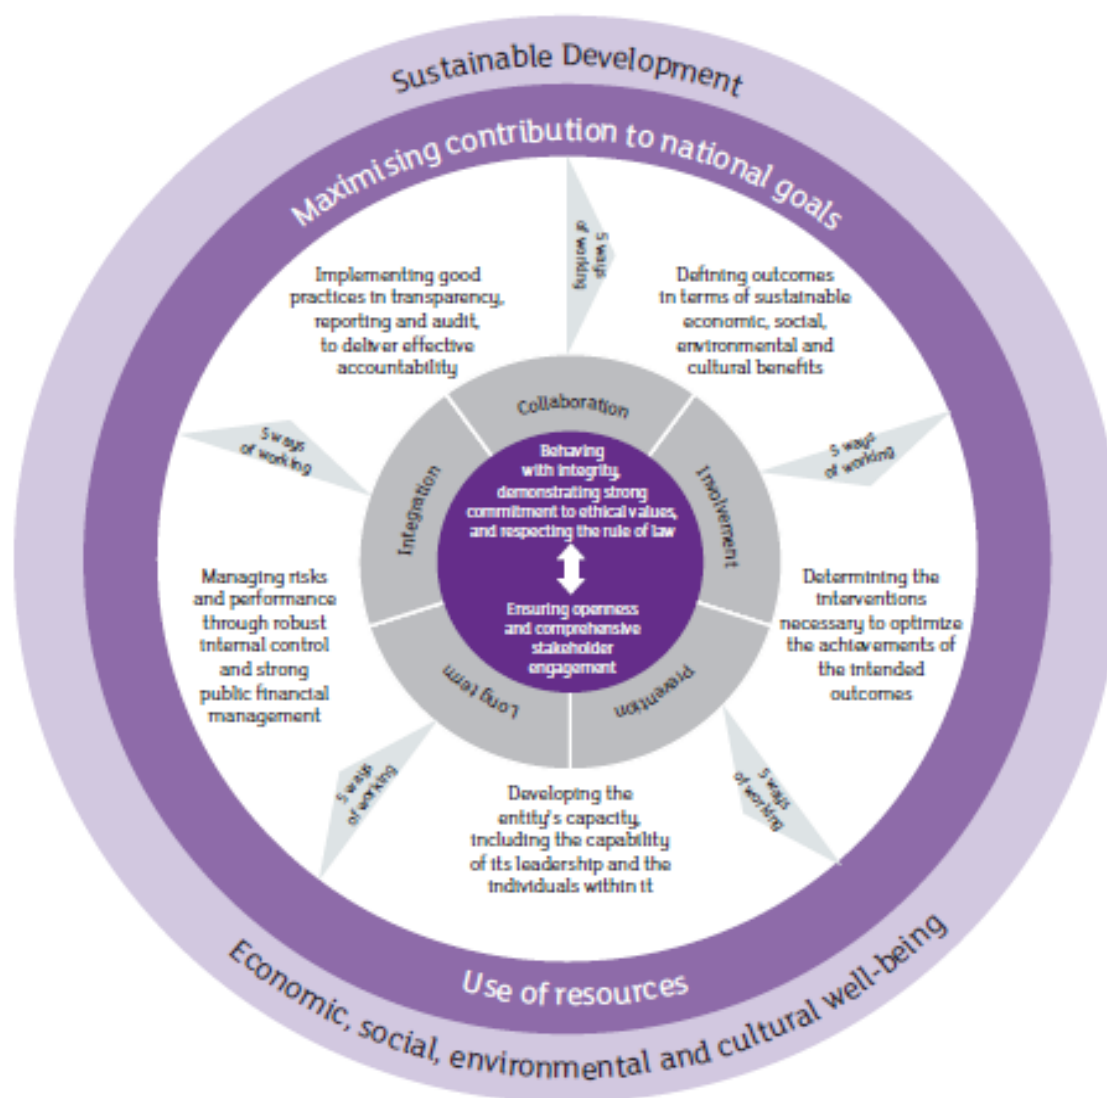 Sustainable Development
Maximising contribution to national goals
5 ways
of working
Implementing good
practices in transparency,
reporting and audit,
to deliver effective
accountability
Defining outcomes
in terms of sustainable
economic, social,
environmental and
cultural benefits
5 ways
of working
5 ways
of working
Collaboration
Integration
Involvement
Behaving
with integrity,
demonstrating strong
commitment to ethical values,
and respecting the rule of law
Ensuring openness
and comprehensive
stakeholder
engagement
Long term
Prevention
Managing risks
and performance
through robust
internal control
and strong
public financial
management
Determining the
interventions
necessary to optimize
the achievements of
the intended
outcomes
5 ways
of working
5 ways
of working
Developing the
entity's capacity,
including the capability
of its leadership and the
individuals within it
Use of resources
Economic, social, environmental and cultural well-being